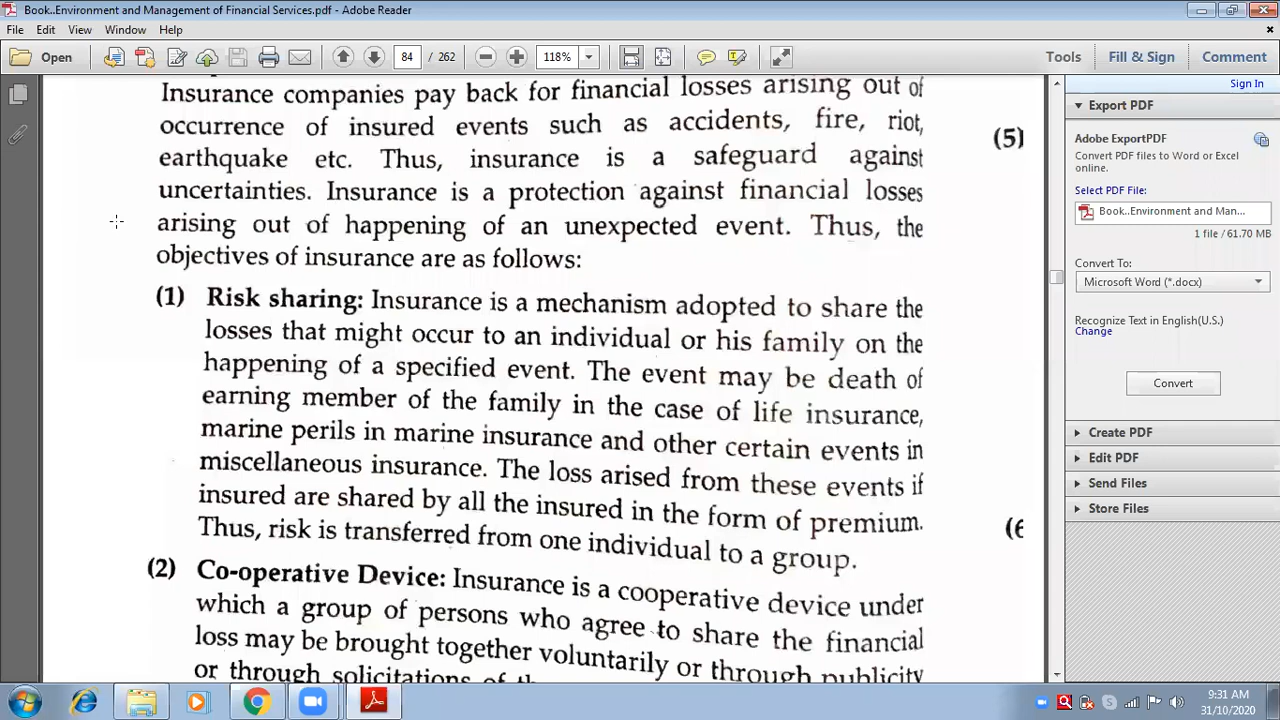 Book..Environment and Management of Financial Services.pdf - Adobe Reader
File Edit View Window Help
Open 84 / 262 118% Tools Fill & Sign Comment
Sign In
Insurance companies pay back for financial losses arising out of
occurrence of insured events such as accidents, fire, riot,
earthquake etc. Thus, insurance is a safeguard against
uncertainties. Insurance is a protection against financial losses
arising out of happening of an unexpected event. Thus, the
objectives of insurance are as follows:
(1) Risk sharing: Insurance is a mechanism adopted to share the
losses that might occur to an individual or his family on the
happening of a specified event. The event may be death of
earning member of the family in the case of life insurance,
marine perils in marine insurance and other certain events in
miscellaneous insurance. The loss arised from these events if
insured are shared by all the insured in the form of premium.
Thus, risk is transferred from one individual to a group.
(2) Co-operative Device: Insurance is a cooperative device under
which a group of persons who agree to share the financial
loss may be brought together voluntarily or through publicity
or through solicitations of
(5)
(6
Export PDF
Adobe ExportPDF
Convert PDF files to Word or Excel
online.
Select PDF File:
Book..Environment and Man...
1 file / 61.70 MB
Convert To:
Microsoft Word (*.docx)
Recognize Text in English(U.S.)
Change
Convert
Create PDF
Edit PDF
Send Files
Store Files
9:31 AM
31/10/2020